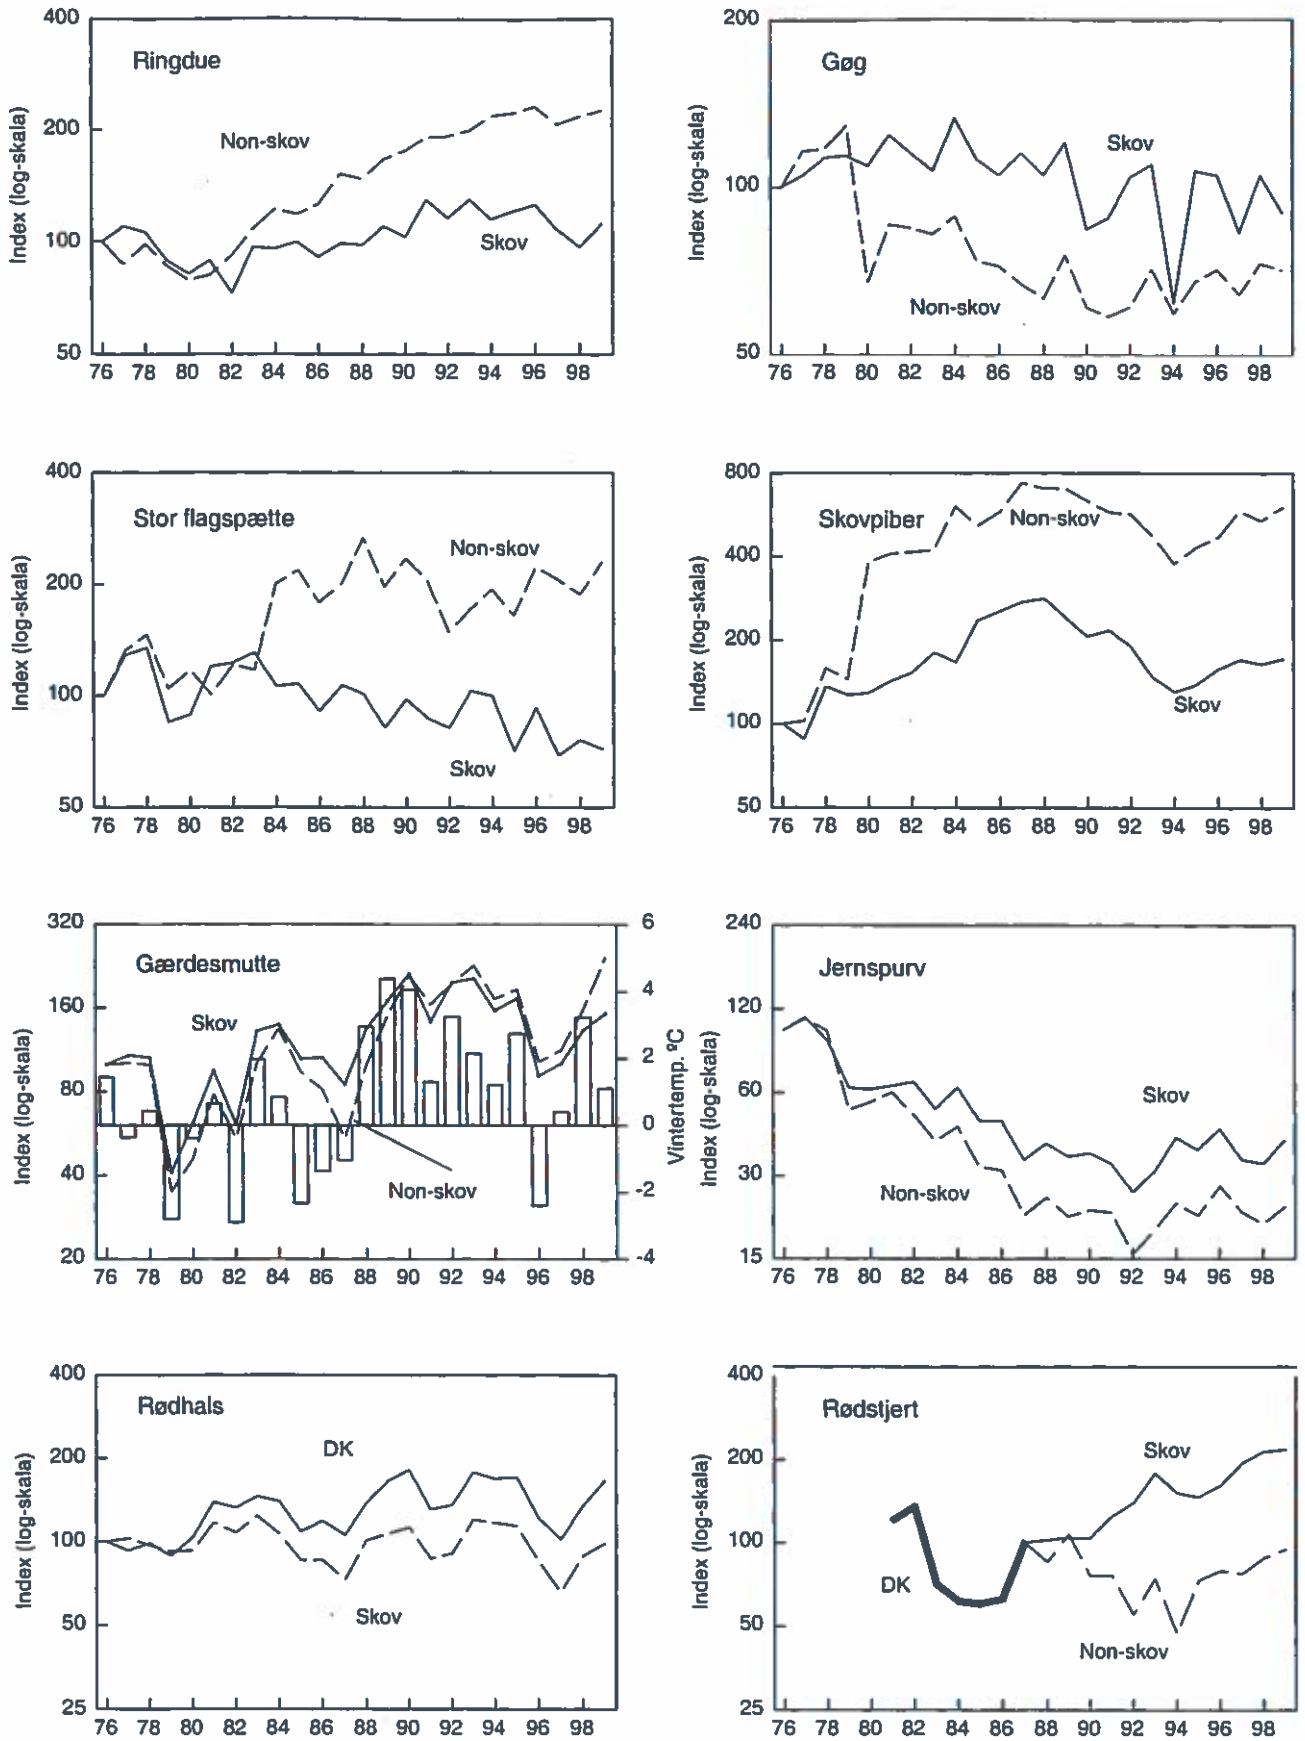 400
Ringdue
200
Non-skov
100
Skov
50
Index (log-skala)
76 78 80 82 84 86 88 90 92 94 96 98
200
Gøg
Skov
100
Non-skov
50
Index (log-skala)
76 78 80 82 84 86 88 90 92 94 96 98
400
Stor flagspætte
Non-skov
200
100
Skov
50
Index (log-skala)
76 78 80 82 84 86 88 90 92 94 96 98
800
Skovpiber
Non-skov
400
200
Skov
100
50
Index (log-skala)
76 78 80 82 84 86 88 90 92 94 96 98
320
Gærdesmutte
160
Skov
80
40
Non-skov
20
Index (log-skala)
6
4
2
0
-2
-4
Vintertemp. ºC
76 78 80 82 84 86 88 90 92 94 96 98
240
Jernspurv
120
60
Skov
30
Non-skov
15
Index (log-skala)
76 78 80 82 84 86 88 90 92 94 96 98
400
Rødhals
DK
200
100
Skov
50
25
Index (log-skala)
76 78 80 82 84 86 88 90 92 94 96 98
400
Rødstjert
Skov
200
100
DK
50
Non-skov
25
Index (log-skala)
76 78 80 82 84 86 88 90 92 94 96 98